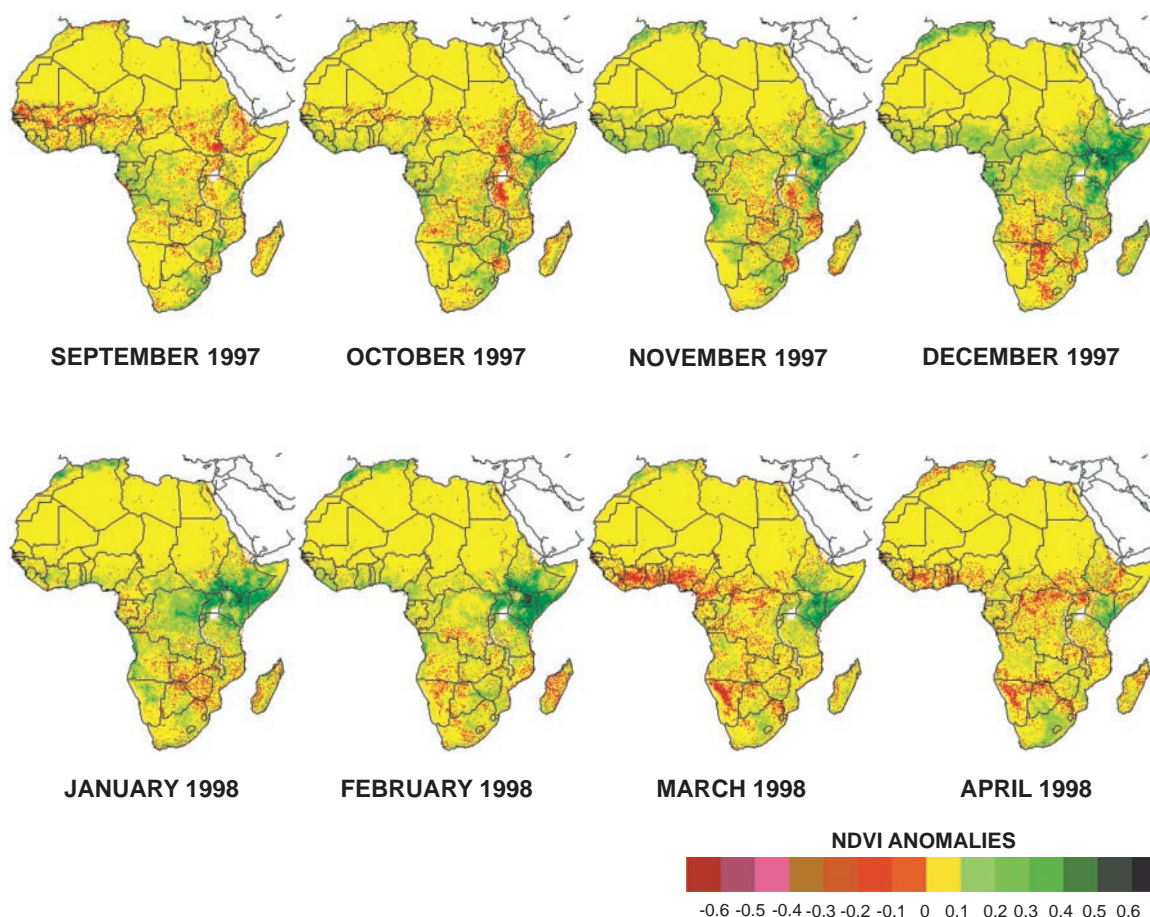 SEPTEMBER 1997 OCTOBER 1997 NOVEMBER 1997 DECEMBER 1997
JANUARY 1998 FEBRUARY 1998 MARCH 1998 APRIL 1998
NDVI ANOMALIES
-0.6 -0.5 -0.4 -0.3 -0.2 -0.1 0 0.1 0.2 0.3 0.4 0.5 0.6